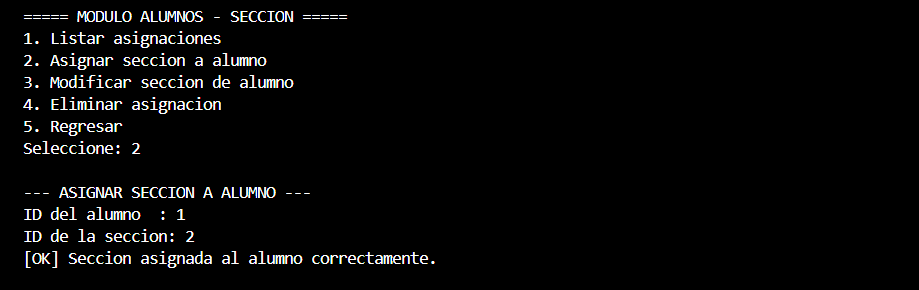 ===== MODULO ALUMNOS - SECCION =====
1. Listar asignaciones
2. Asignar seccion a alumno
3. Modificar seccion de alumno
4. Eliminar asignacion
5. Regresar
Seleccione: 2
--- ASIGNAR SECCION A ALUMNO ---
ID del alumno  : 1
ID de la seccion: 2
[OK] Seccion asignada al alumno correctamente.